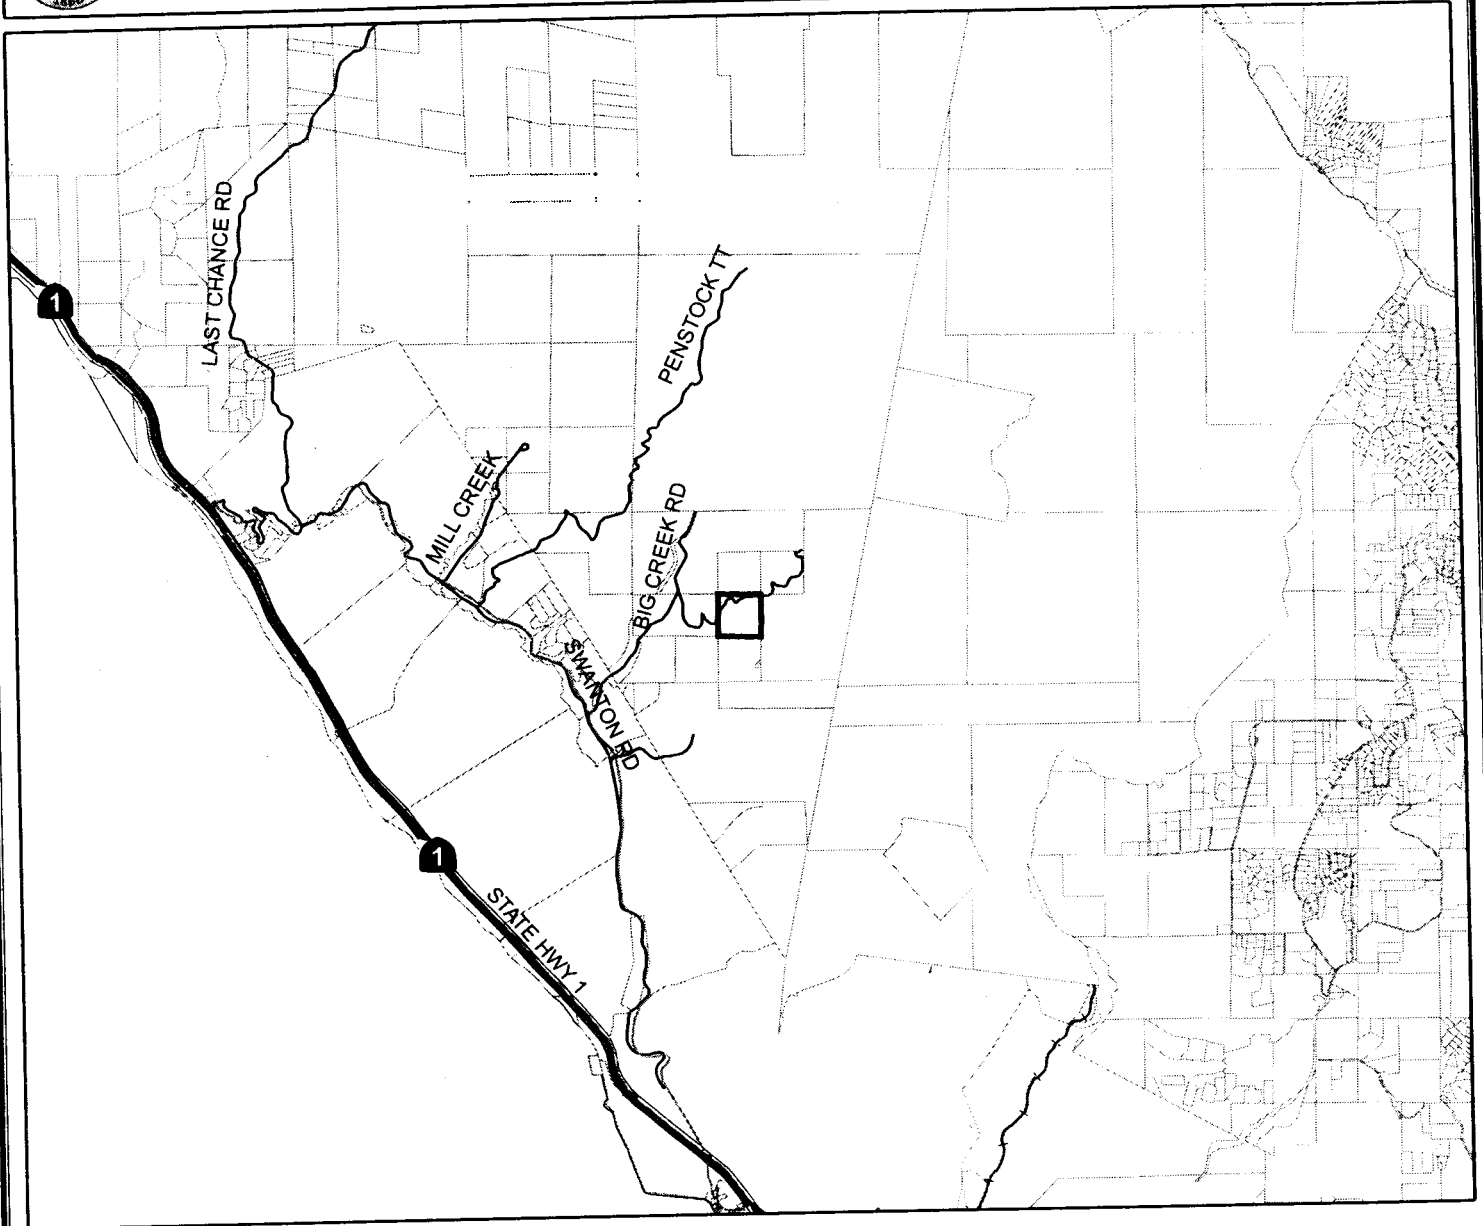 1
LAST CHANCE RD
PENSTOCK TT
MILL CREEK
BIG CREEK RD
SWANTON RD
1
STATE HWY 1